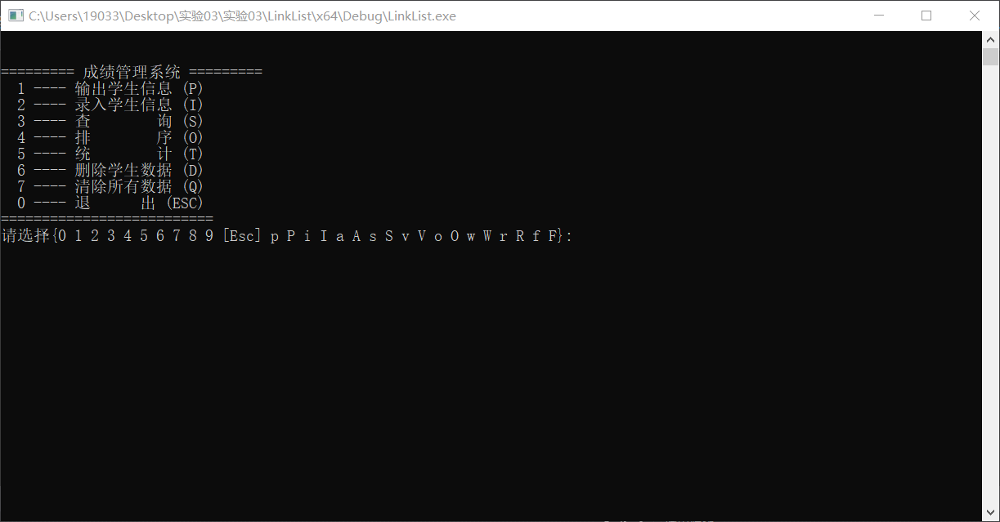 C:\Users\19033\Desktop\实验03\实验03\LinkList\x64\Debug\LinkList.exe
========= 成绩管理系统 =========
1 ---- 输出学生信息 (P)
2 ---- 录入学生信息 (I)
3 ---- 查        询 (S)
4 ---- 排        序 (O)
5 ---- 统        计 (T)
6 ---- 删除学生数据 (D)
7 ---- 清除所有数据 (Q)
0 ---- 退      出 (ESC)
==========================
请选择{0 1 2 3 4 5 6 7 8 9 [Esc] p P i I a A s S v V o O w W r R f F}: